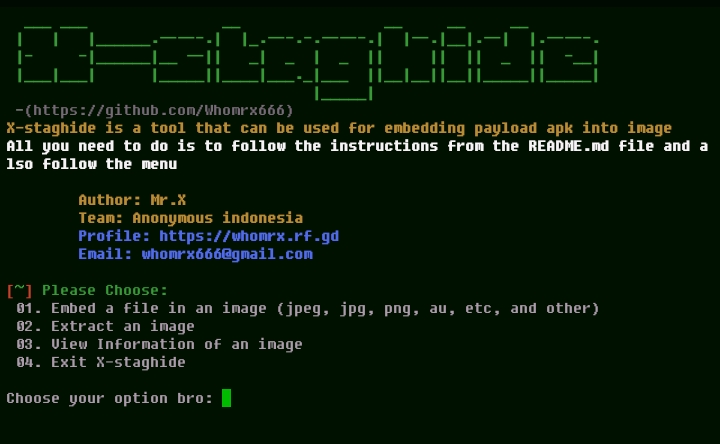 X-staghide
-(https://github.com/Whomrx666)
X-staghide is a tool that can be used for embedding payload apk into image
All you need to do is to follow the instructions from the README.md file and a
lso follow the menu
Author: Mr.X
Team: Anonymous indonesia
Profile: https://whomrx.rf.gd
Email: whomrx666@gmail.com
[~] Please Choose:
01. Embed a file in an image (jpeg, jpg, png, au, etc, and other)
02. Extract an image
03. View Information of an image
04. Exit X-staghide
Choose your option bro: